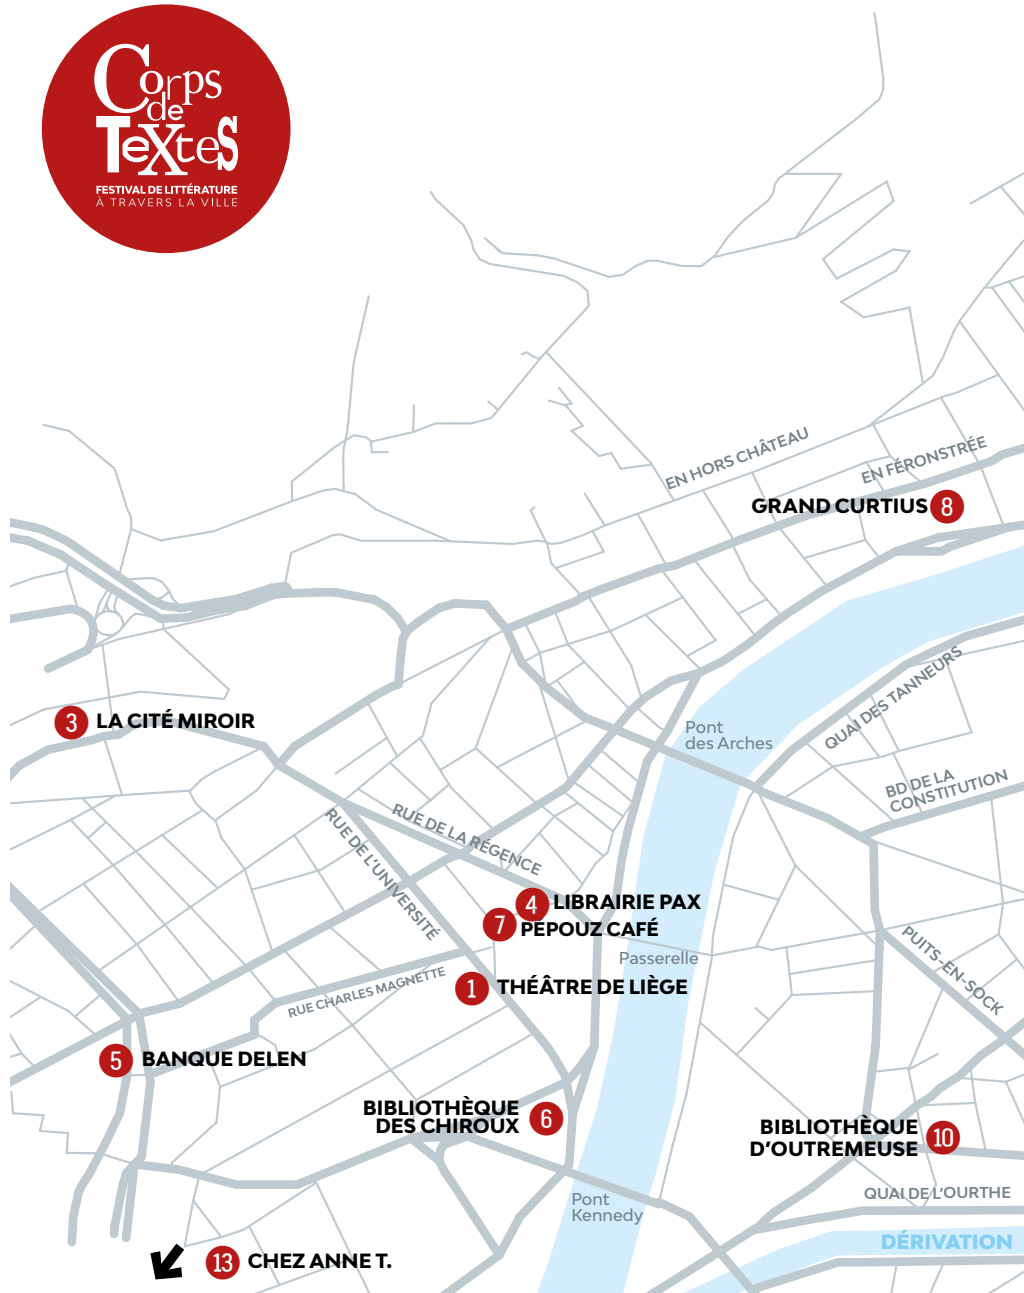 Corps
de
TeXteS
FESTIVAL DE LITTÉRATURE
À TRAVERS LA VILLE
EN HORS CHÂTEAU
EN FÉRONSTRÉE
GRAND CURTIUS 8
3 LA CITÉ MIROIR
QUAI DES TANNEURS
Pont
des Arches
BD DE LA
CONSTITUTION
RUE DE LA RÉGENCE
RUE DE L'UNIVERSITÉ
4 LIBRAIRIE PAX
7 PEPOUZ CAFÉ
Passerelle
PUITS-EN-SOCK
RUE CHARLES MAGNETTE
1 THÉÂTRE DE LIÈGE
5 BANQUE DELEN
BIBLIOTHÈQUE
DES CHIROUX 6
BIBLIOTHÈQUE
D'OUTREMEUSE 10
Pont
Kennedy
QUAI DE L'OURTHE
DÉRIVATION
13 CHEZ ANNE T.